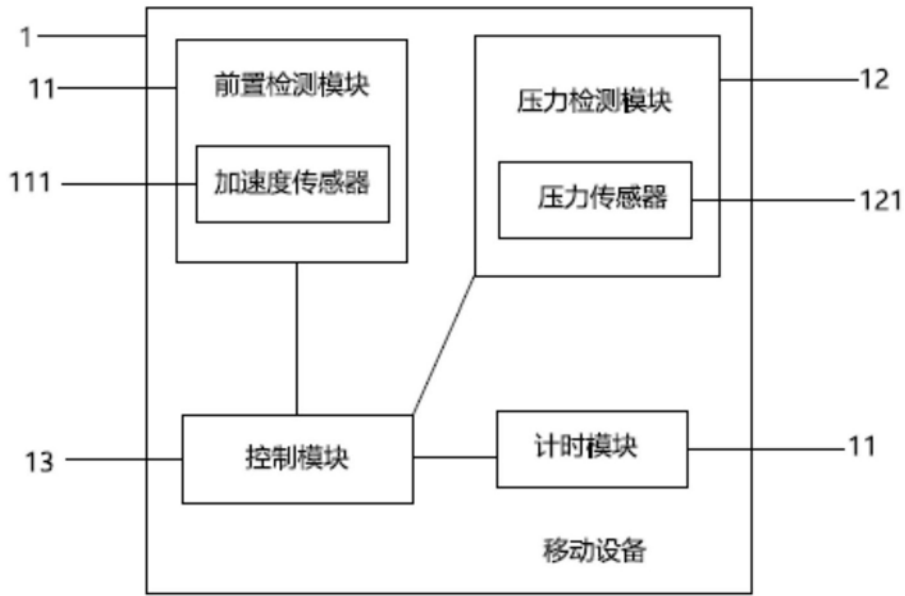 1
11
前置检测模块
12
压力检测模块
111
加速度传感器
压力传感器
121
13
控制模块
计时模块
11
移动设备